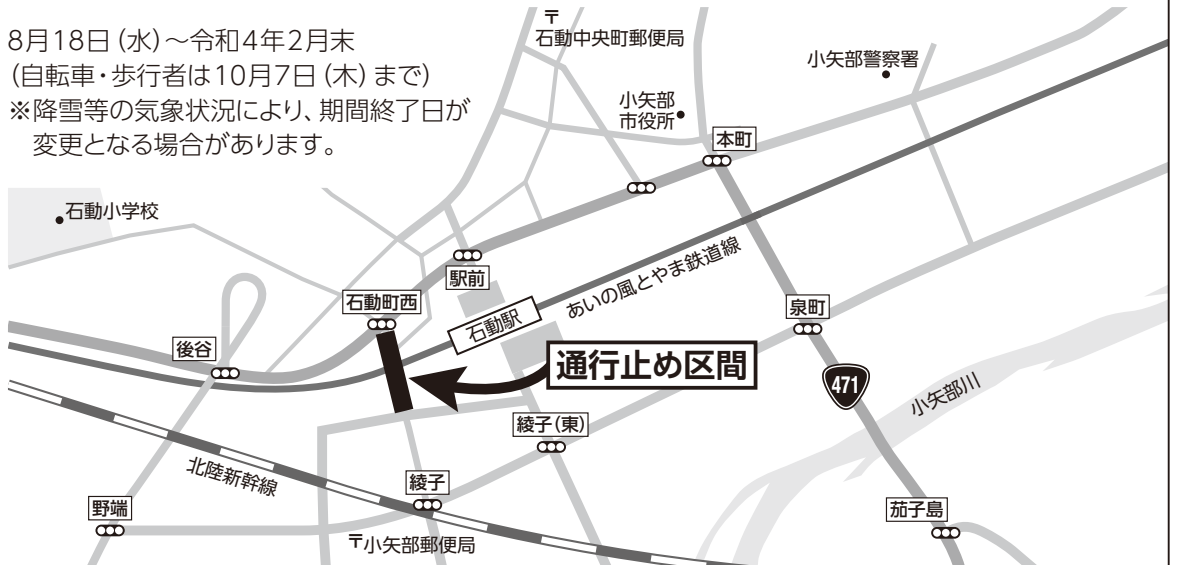 8月18日(水)～令和4年2月末
(自転車・歩行者は10月7日(木)まで)
※降雪等の気象状況により、期間終了日が
変更となる場合があります。
〒
石動中央町郵便局
小矢部警察署
小矢部
市役所
本町
石動小学校
駅前
あいの風とやま鉄道線
石動町西
石動駅
泉町
後谷
通行止め区間
471
小矢部川
綾子(東)
北陸新幹線
綾子
野端
茄子島
〒小矢部郵便局